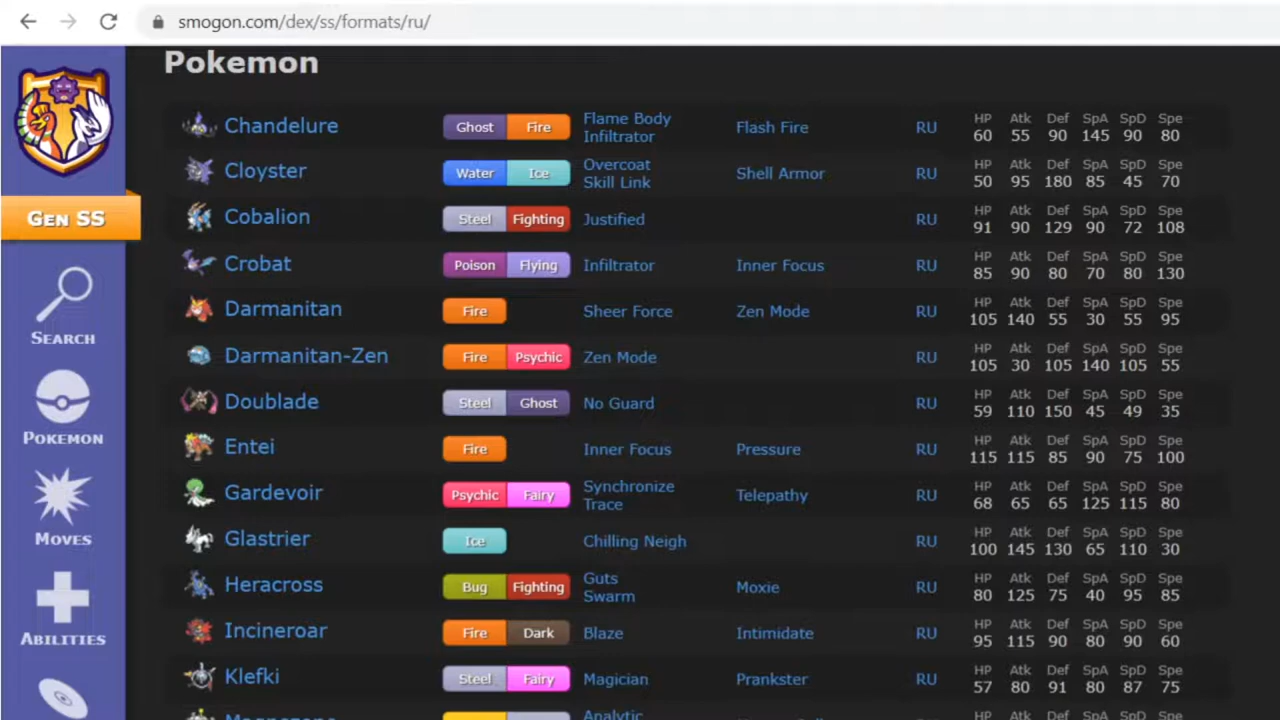 smogon.com/dex/ss/formats/ru/
Pokemon
GEN SS
SEARCH
POKEMON
MOVES
ABILITIES
Chandelure Ghost Fire Flame Body Infiltrator Flash Fire RU HP 60 Atk 55 Def 90 SpA 145 SpD 90 Spe 80
Cloyster Water Ice Overcoat Skill Link Shell Armor RU HP 50 Atk 95 Def 180 SpA 85 SpD 45 Spe 70
Cobalion Steel Fighting Justified RU HP 91 Atk 90 Def 129 SpA 90 SpD 72 Spe 108
Crobat Poison Flying Infiltrator Inner Focus RU HP 85 Atk 90 Def 80 SpA 70 SpD 80 Spe 130
Darmanitan Fire Sheer Force Zen Mode RU HP 105 Atk 140 Def 55 SpA 30 SpD 55 Spe 95
Darmanitan-Zen Fire Psychic Zen Mode RU HP 105 Atk 30 Def 105 SpA 140 SpD 105 Spe 55
Doublade Steel Ghost No Guard RU HP 59 Atk 110 Def 150 SpA 45 SpD 49 Spe 35
Entei Fire Inner Focus Pressure RU HP 115 Atk 115 Def 85 SpA 90 SpD 75 Spe 100
Gardevoir Psychic Fairy Synchronize Trace Telepathy RU HP 68 Atk 65 Def 65 SpA 125 SpD 115 Spe 80
Glastrier Ice Chilling Neigh RU HP 100 Atk 145 Def 130 SpA 65 SpD 110 Spe 30
Heracross Bug Fighting Guts Swarm Moxie RU HP 80 Atk 125 Def 75 SpA 40 SpD 95 Spe 85
Incineroar Fire Dark Blaze Intimidate RU HP 95 Atk 115 Def 90 SpA 80 SpD 90 Spe 60
Klefki Steel Fairy Magician Prankster RU HP 57 Atk 80 Def 91 SpA 80 SpD 87 Spe 75
Analytic HP Atk Def SpA SpD Spe